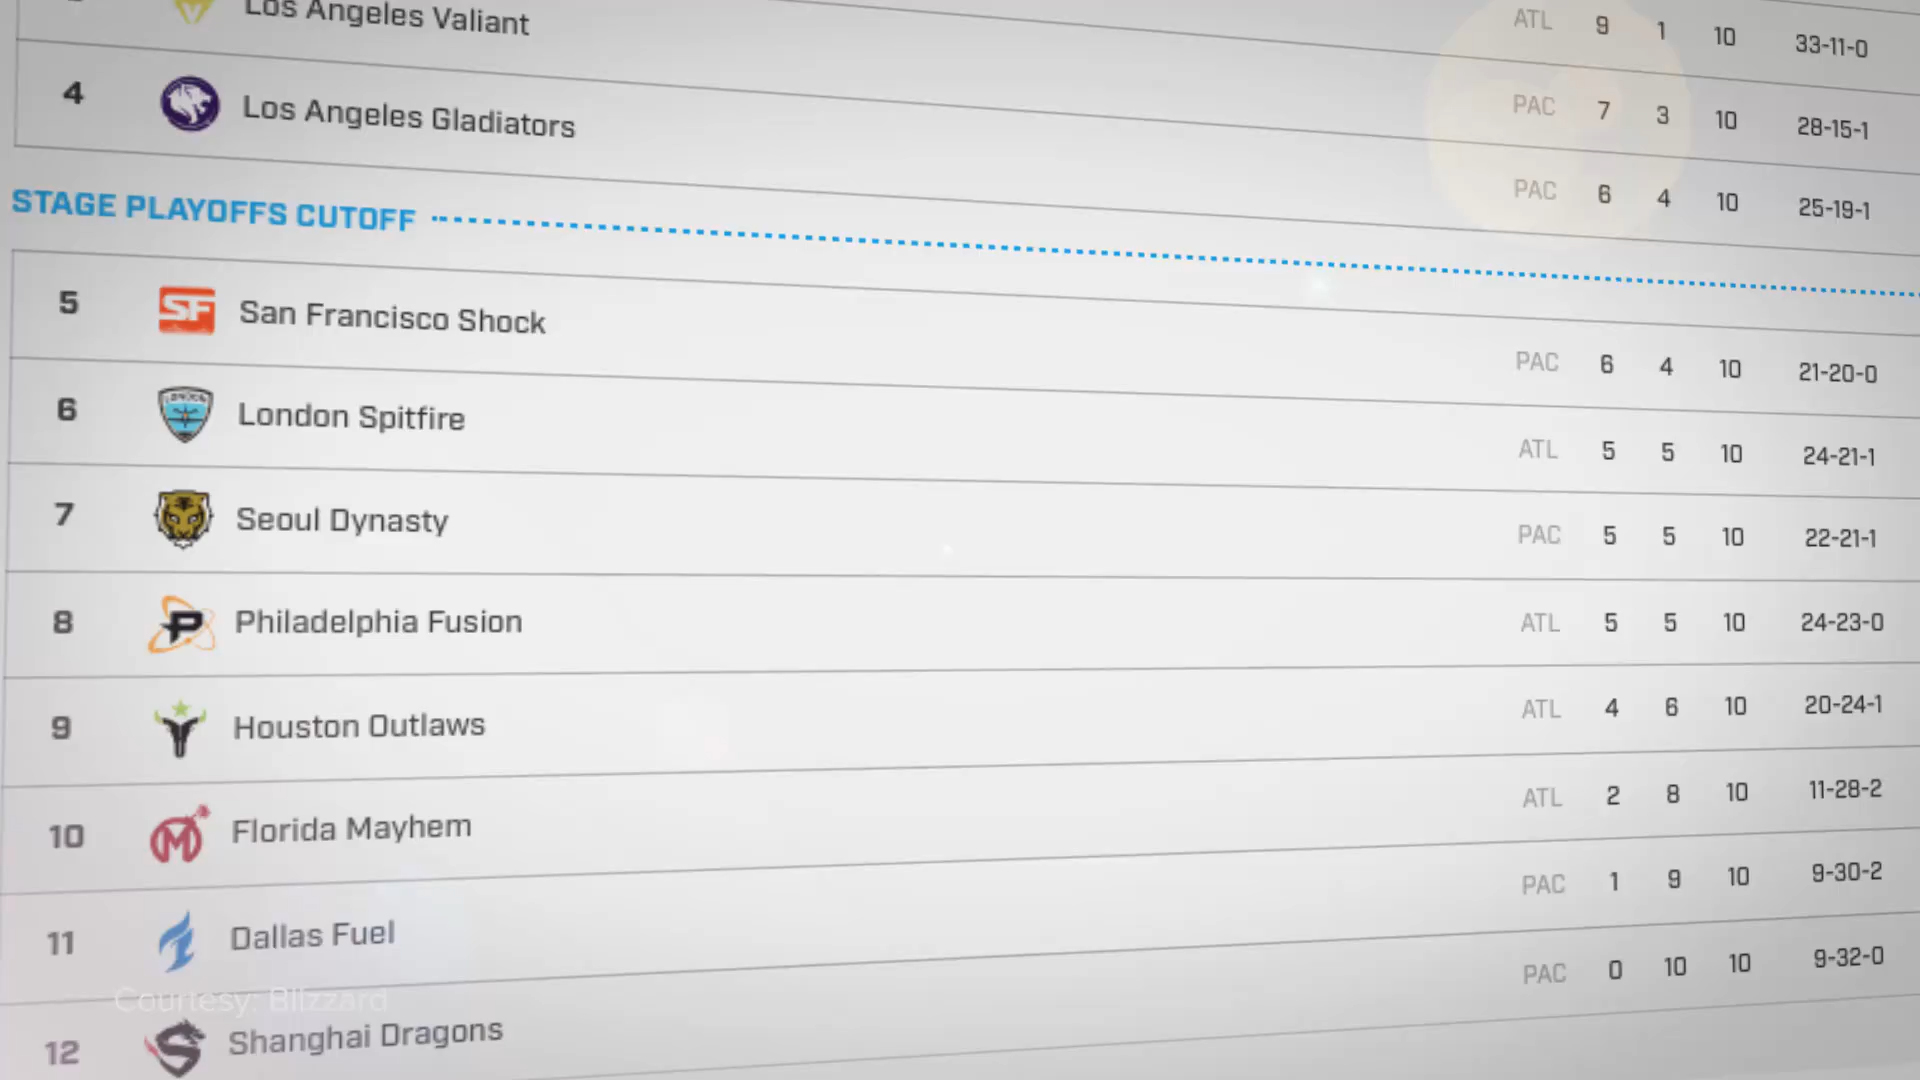 ATL 9 1 10 33-11-0
Los Angeles Valiant PAC 7 3 10 28-15-1
4 Los Angeles Gladiators PAC 6 4 10 25-19-1
STAGE PLAYOFFS CUTOFF
5 SF San Francisco Shock PAC 6 4 10 21-20-0
6 LONDON London Spitfire ATL 5 5 10 24-21-1
7 Seoul Dynasty PAC 5 5 10 22-21-1
8 P Philadelphia Fusion ATL 5 5 10 24-23-0
9 Houston Outlaws ATL 4 6 10 20-24-1
10 M Florida Mayhem ATL 2 8 10 11-28-2
11 Dallas Fuel PAC 1 9 10 9-30-2
12 Shanghai Dragons PAC 0 10 10 9-32-0
Courtesy: Blizzard